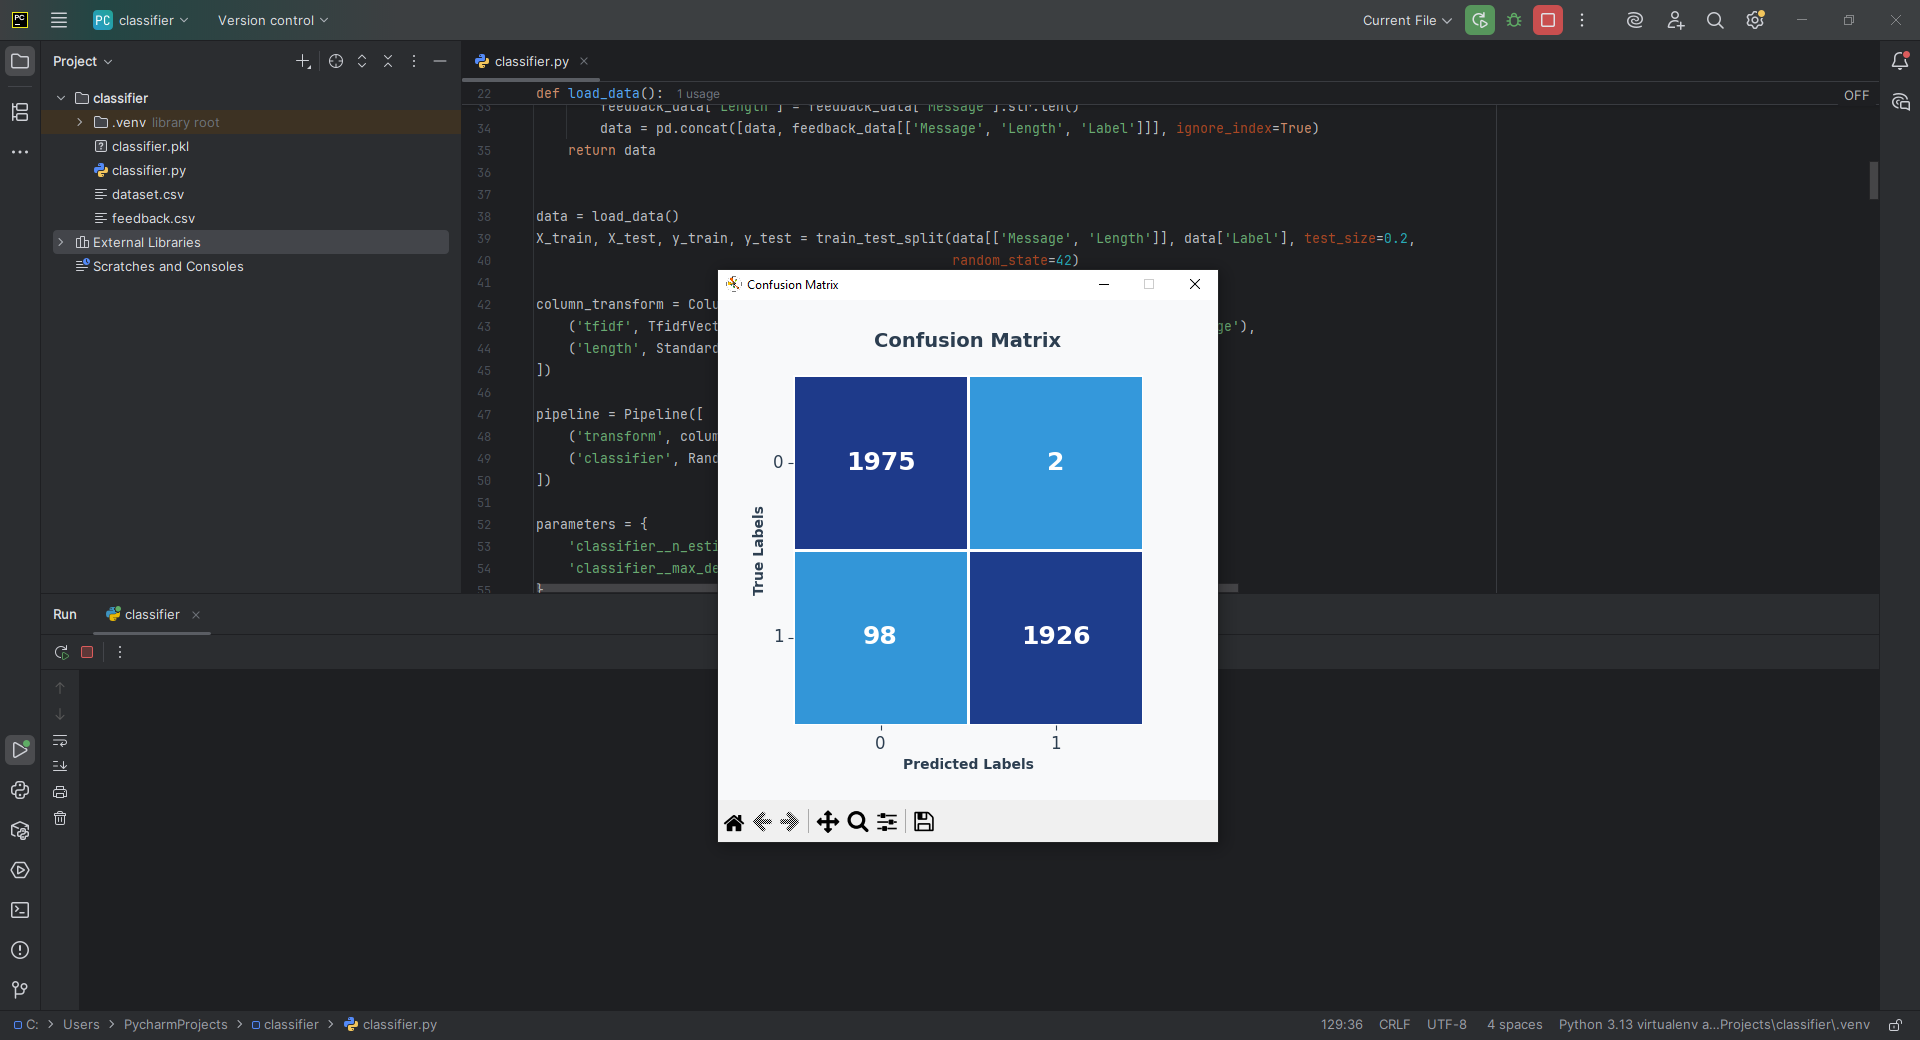 PC
PC classifier
Version control
Current File
Project
classifier.py
classifier
.venv library root
classifier.pkl
classifier.py
dataset.csv
feedback.csv
External Libraries
Scratches and Consoles
22 def load_data(): 1 usage
OFF
33 feedback_data['Length'] = feedback_data['Message'].str.len()
34 data = pd.concat([data, feedback_data[['Message', 'Length', 'Label']]], ignore_index=True)
35 return data
36
37
38 data = load_data()
39 X_train, X_test, y_train, y_test = train_test_split(data[['Message', 'Length']], data['Label'], test_size=0.2,
40 random_state=42)
41
42 column_transform = Colu
43 ('tfidf', TfidfVect
ge'),
44 ('length', Standard
45 ])
46
47 pipeline = Pipeline([
48 ('transform', colum
49 ('classifier', Rand
50 ])
51
52 parameters = {
53 'classifier__n_esti
54 'classifier__max_de
55 }
Confusion Matrix
Confusion Matrix
True Labels
0
1975
2
1
98
1926
0
1
Predicted Labels
Run
classifier
C: > Users > PycharmProjects > classifier > classifier.py
129:36 CRLF UTF-8 4 spaces Python 3.13 virtualenv a...Projects\classifier\.venv